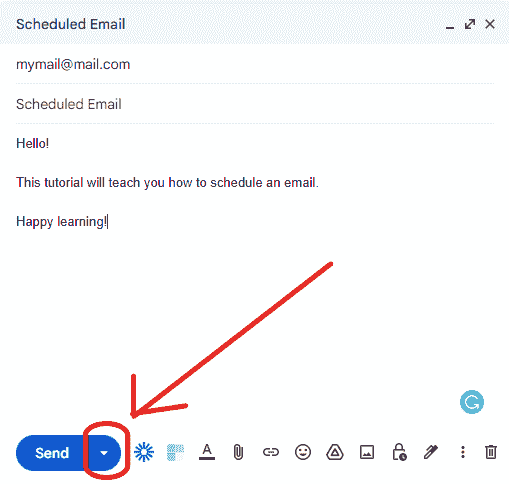 Scheduled Email
mymail@mail.com
Scheduled Email
Hello!
This tutorial will teach you how to schedule an email.
Happy learning!
Send
A